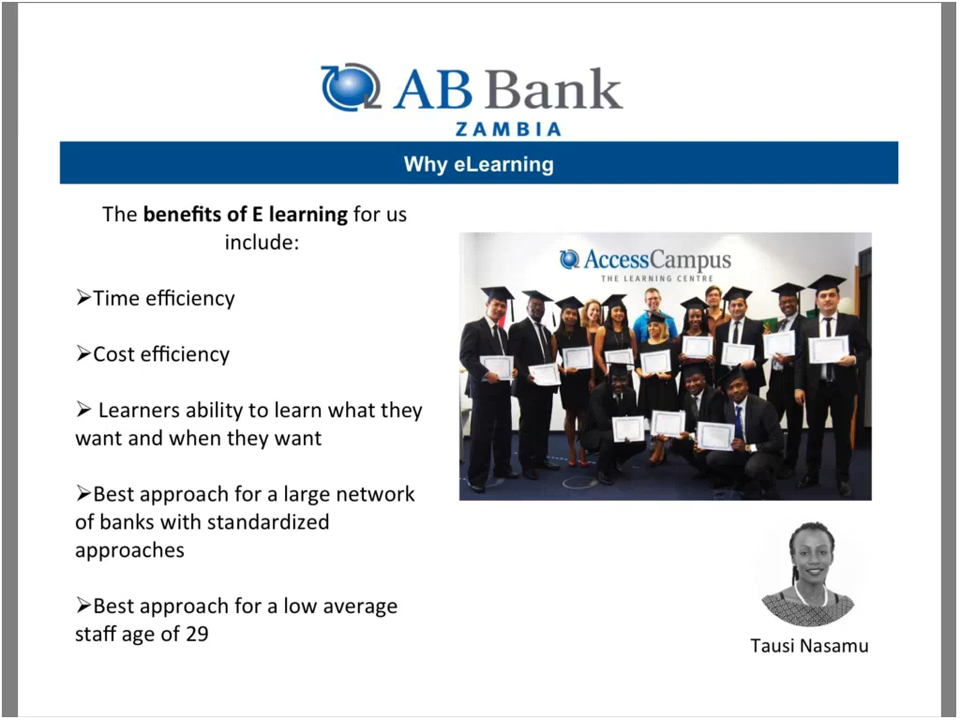 AB Bank
ZAMBIA
Why eLearning
The benefits of E learning for us
include:
➢Time efficiency
➢Cost efficiency
➢ Learners ability to learn what they
want and when they want
➢Best approach for a large network
of banks with standardized
approaches
➢Best approach for a low average
staff age of 29
AccessCampus
THE LEARNING CENTRE
Tausi Nasamu